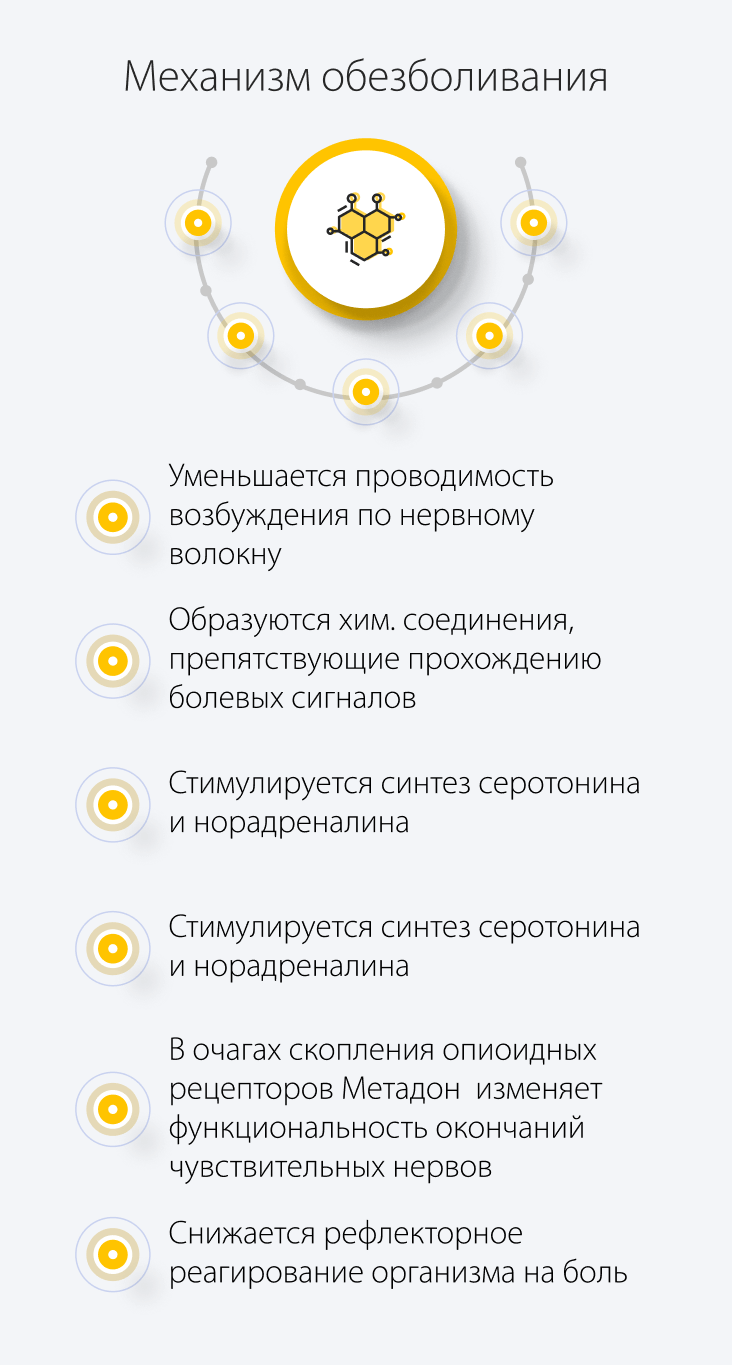 Механизм обезболивания
Уменьшается проводимость
возбуждения по нервному
волокну
Образуются хим. соединения,
препятствующие прохождению
болевых сигналов
Стимулируется синтез серотонина
и норадреналина
Стимулируется синтез серотонина
и норадреналина
В очагах скопления опиоидных
рецепторов Метадон  изменяет
функциональность окончаний
чувствительных нервов
Снижается рефлекторное
реагирование организма на боль